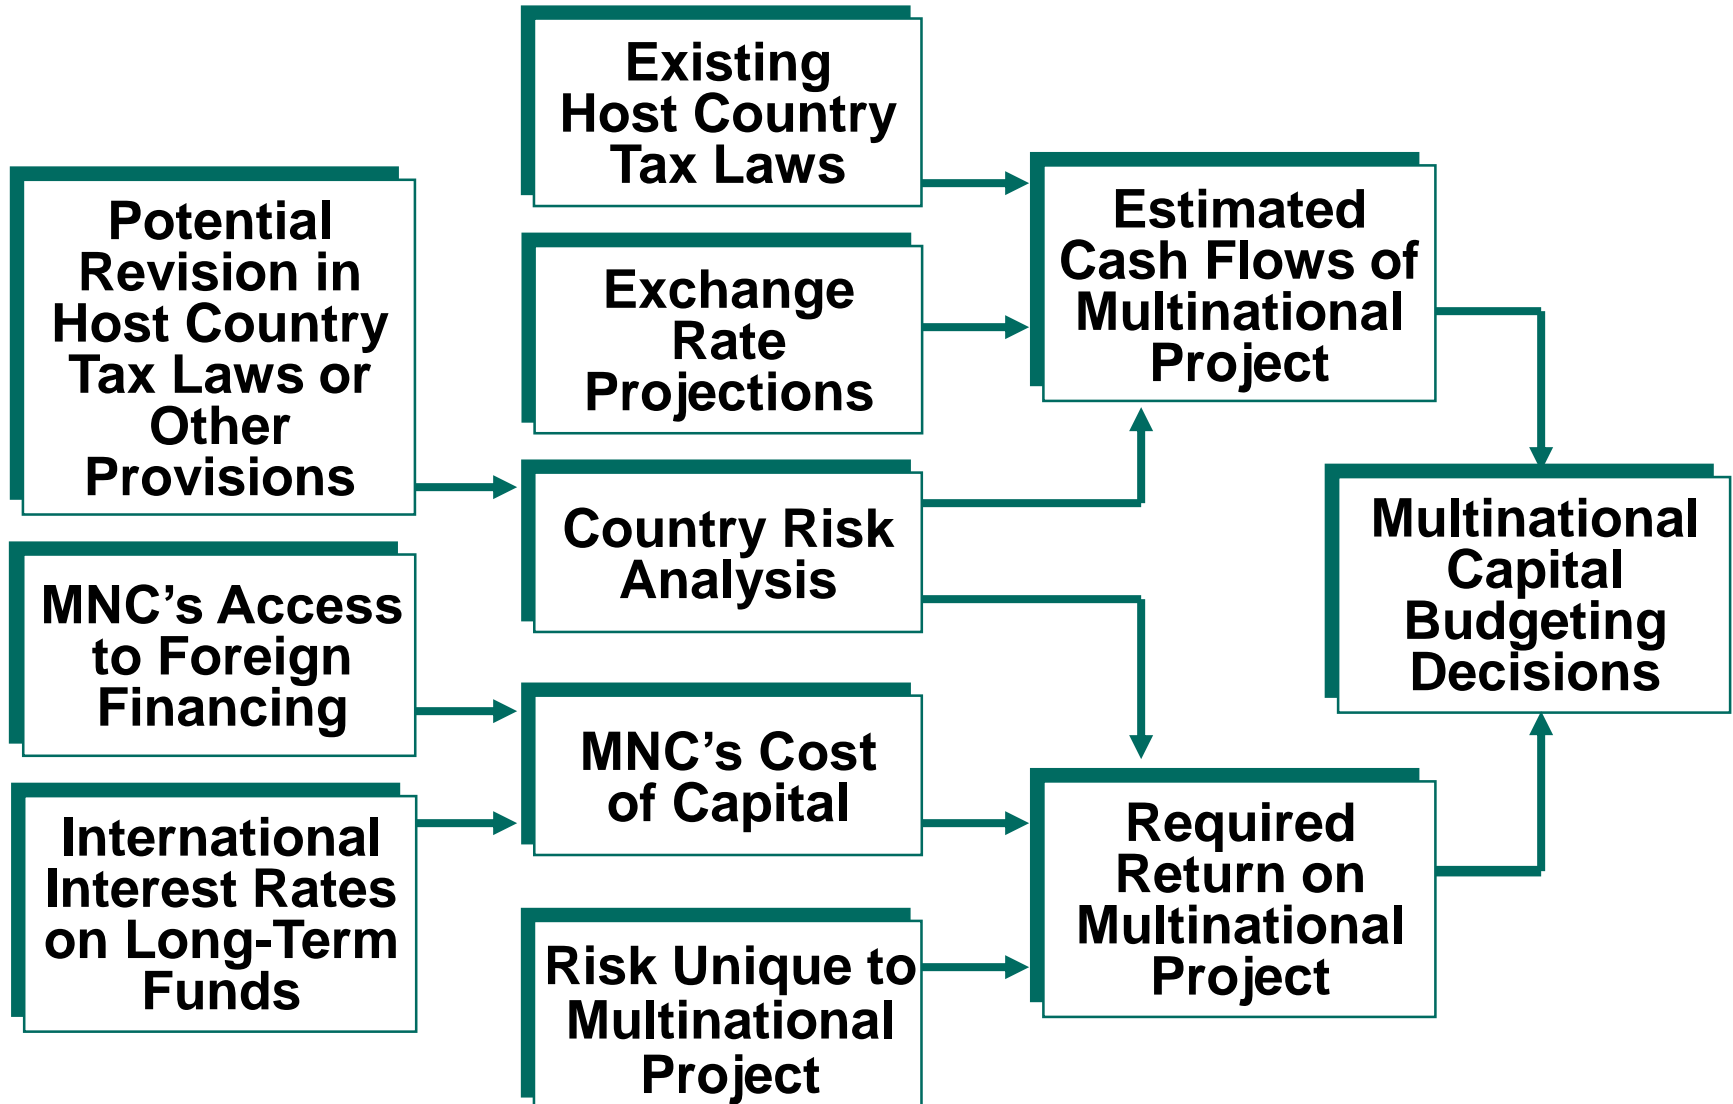 Existing
Host Country
Tax Laws
Potential
Revision in
Host Country
Tax Laws or
Other
Provisions
Estimated
Cash Flows of
Multinational
Project
Exchange
Rate
Projections
Country Risk
Analysis
Multinational
Capital
Budgeting
Decisions
MNC’s Access
to Foreign
Financing
MNC’s Cost
of Capital
International
Interest Rates
on Long-Term
Funds
Required
Return on
Multinational
Project
Risk Unique to
Multinational
Project